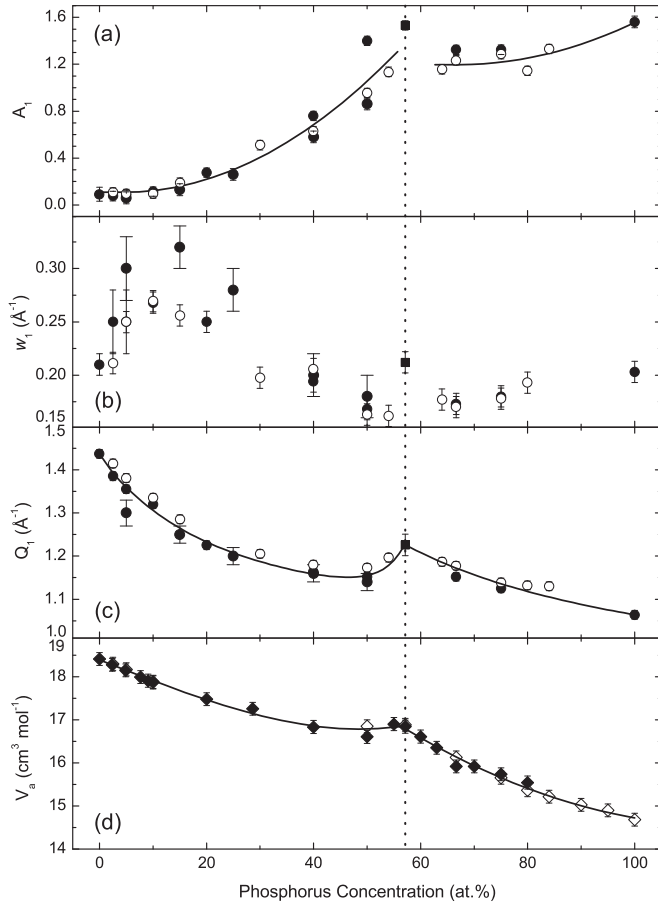 (a)
A₁
1.6
1.2
0.8
0.4
0.0
(b)
w₁ (Å⁻¹)
0.30
0.25
0.20
0.15
(c)
Q₁ (Å⁻¹)
1.5
1.4
1.3
1.2
1.1
1.0
(d)
Vₐ (cm³ mol⁻¹)
19
18
17
16
15
14
0 20 40 60 80 100
Phosphorus Concentration (at.%)